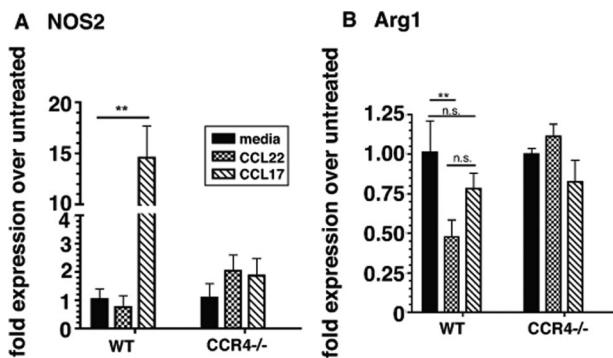 A NOS2
fold expression over untreated
20
15
10
4
3
2
1
0
**
media
CCL22
CCL17
WT
CCR4-/-
B Arg1
fold expression over untreated
1.25
1.00
0.75
0.50
0.25
0.00
**
n.s.
n.s.
WT
CCR4-/-